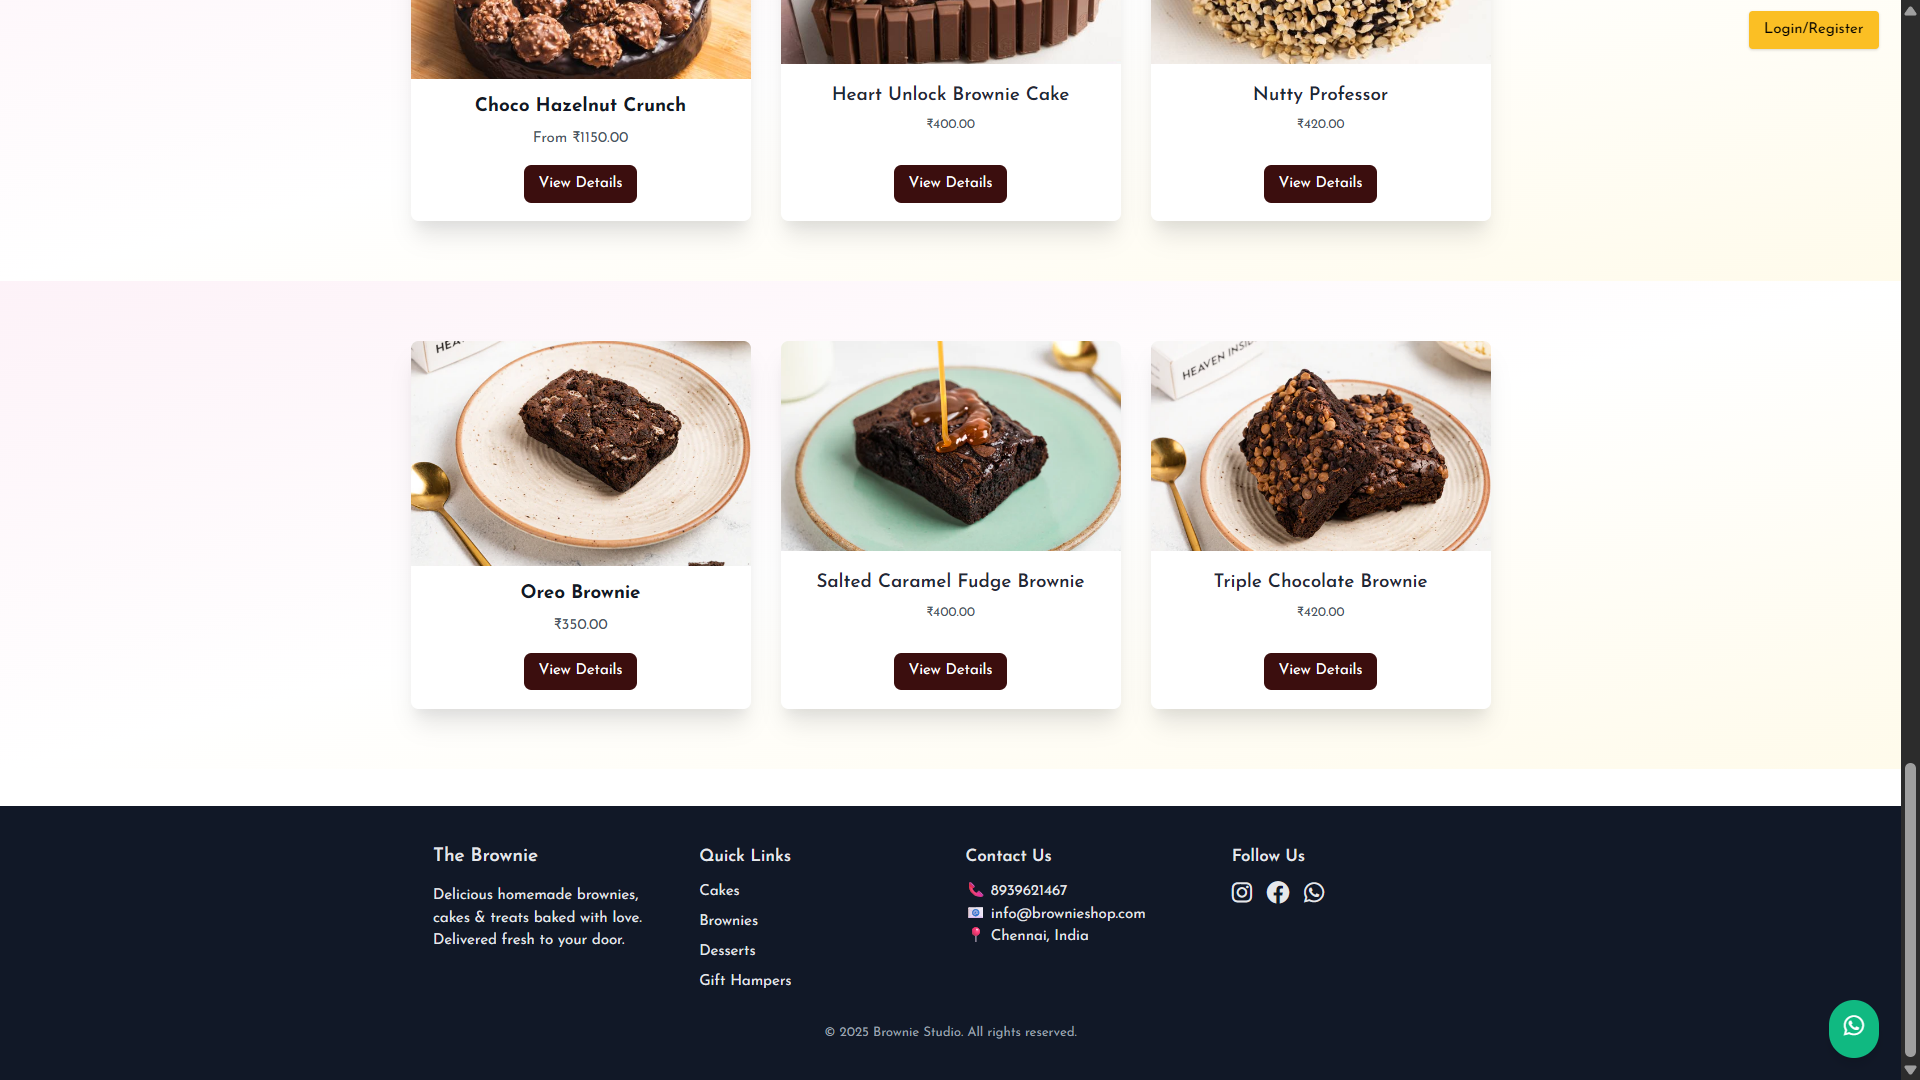 Login/Register
Choco Hazelnut Crunch
From ₹1150.00
View Details
Heart Unlock Brownie Cake
₹400.00
View Details
Nutty Professor
₹420.00
View Details
HEA
HEAVEN INSI
Oreo Brownie
₹350.00
View Details
Salted Caramel Fudge Brownie
₹400.00
View Details
Triple Chocolate Brownie
₹420.00
View Details
The Brownie
Delicious homemade brownies,
cakes & treats baked with love.
Delivered fresh to your door.
Quick Links
Cakes
Brownies
Desserts
Gift Hampers
Contact Us
📞 8939621467
📧 info@brownieshop.com
📍 Chennai, India
Follow Us
© 2025 Brownie Studio. All rights reserved.